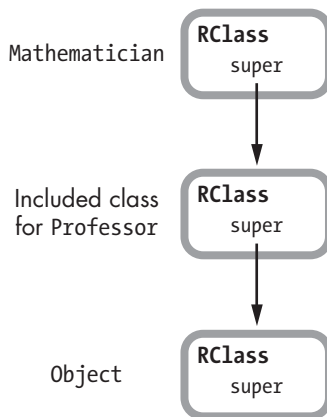 Mathematician
RClass
super
Included class
for Professor
RClass
super
Object
RClass
super